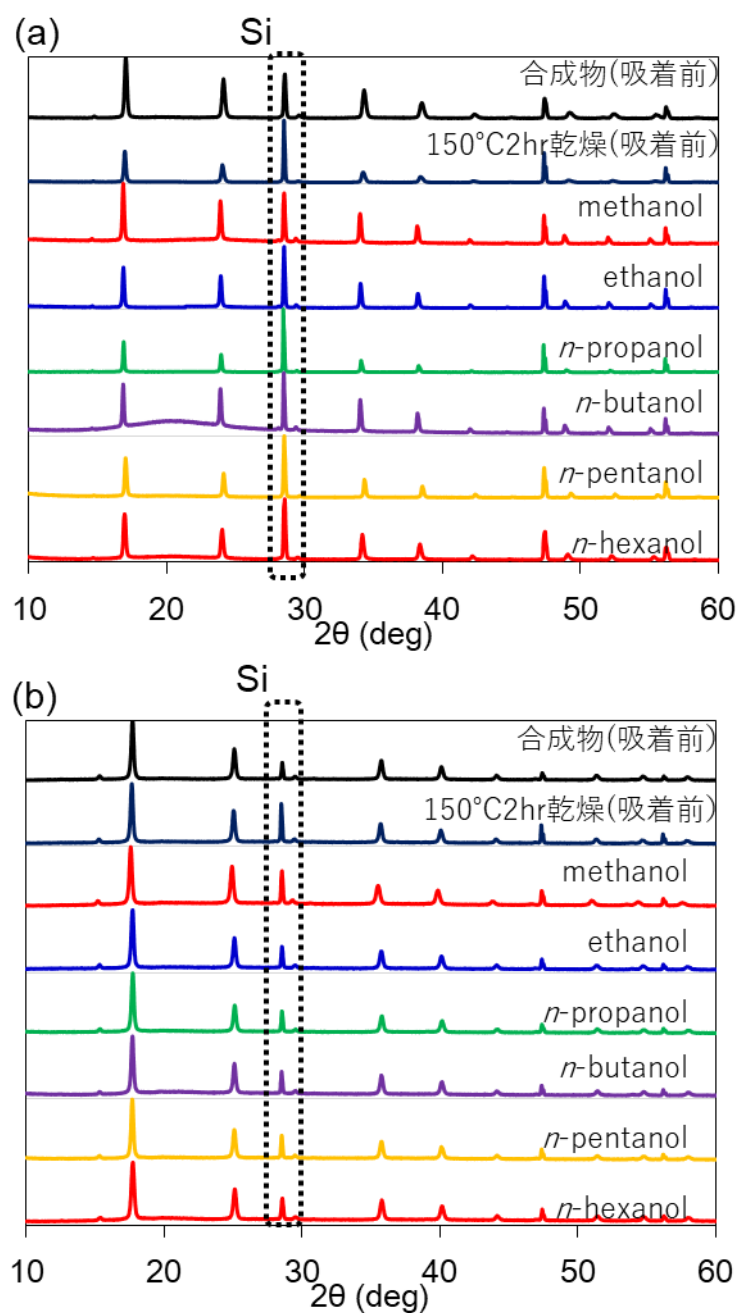 (a)
Si
合成物(吸着前)
150°C2hr乾燥(吸着前)
methanol
ethanol
n-propanol
n-butanol
n-pentanol
n-hexanol
10 20 30 40 50 60
2θ (deg)
(b)
Si
合成物(吸着前)
150°C2hr乾燥(吸着前)
methanol
ethanol
n-propanol
n-butanol
n-pentanol
n-hexanol
10 20 30 40 50 60
2θ (deg)